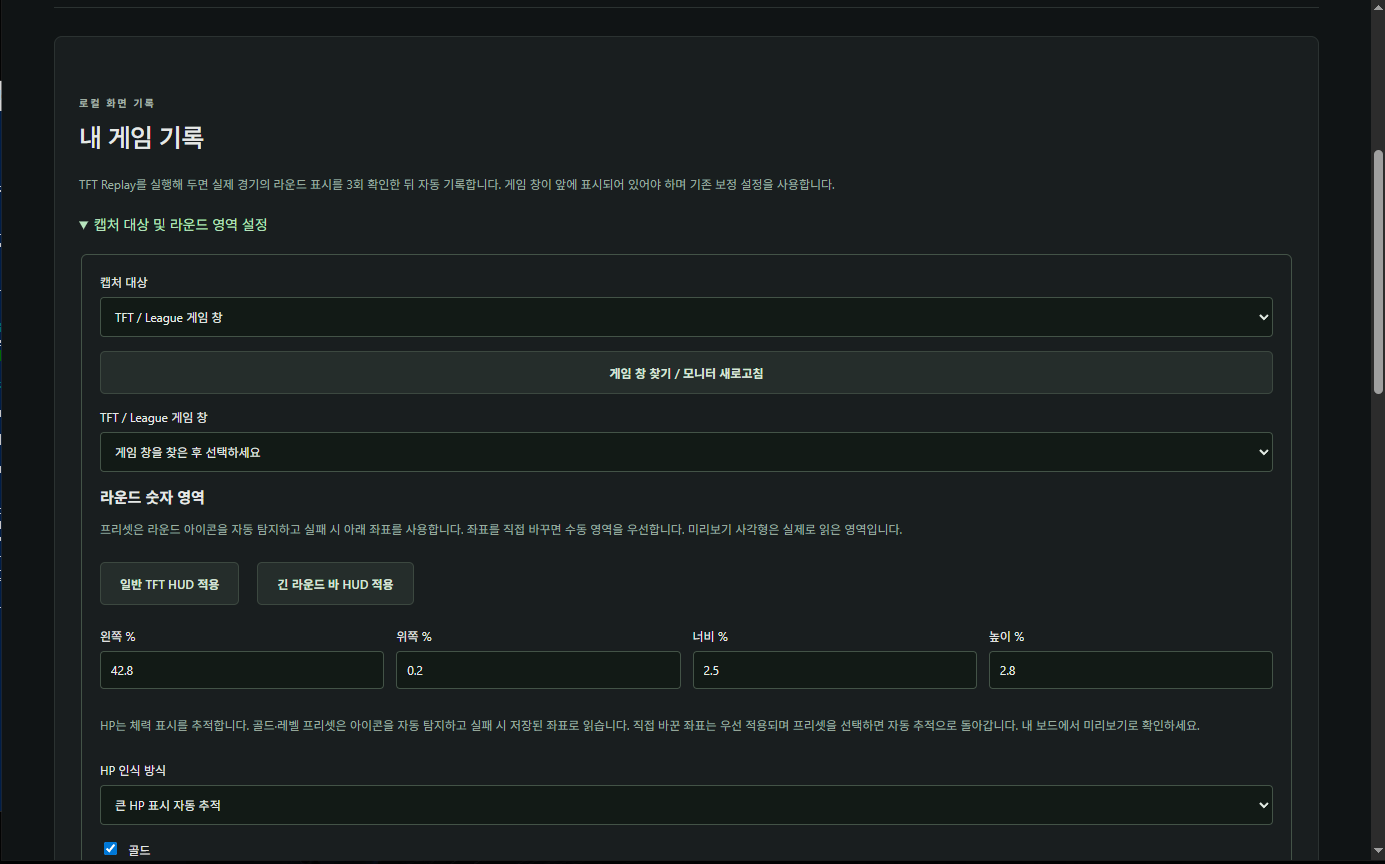 로컬 화면 기록
내 게임 기록
TFT Replay를 실행해 두면 실제 경기의 라운드 표시를 3회 확인한 뒤 자동 기록합니다. 게임 창이 앞에 표시되어 있어야 하며 기존 보정 설정을 사용합니다.
▼ 캡처 대상 및 라운드 영역 설정
캡처 대상
TFT / League 게임 창
게임 창 찾기 / 모니터 새로고침
TFT / League 게임 창
게임 창을 찾은 후 선택하세요
라운드 숫자 영역
프리셋은 라운드 아이콘을 자동 탐지하고 실패 시 아래 좌표를 사용합니다. 좌표를 직접 바꾸면 수동 영역을 우선합니다. 미리보기 사각형은 실제로 읽은 영역입니다.
일반 TFT HUD 적용 긴 라운드 바 HUD 적용
왼쪽 % 위쪽 % 너비 % 높이 %
42.8 0.2 2.5 2.8
HP는 체력 표시를 추적합니다. 골드·레벨 프리셋은 아이콘을 자동 탐지하고 실패 시 저장된 좌표로 읽습니다. 직접 바꾼 좌표는 우선 적용되며 프리셋을 선택하면 자동 추적으로 돌아갑니다. 내 보드에서 미리보기로 확인하세요.
HP 인식 방식
큰 HP 표시 자동 추적
골드